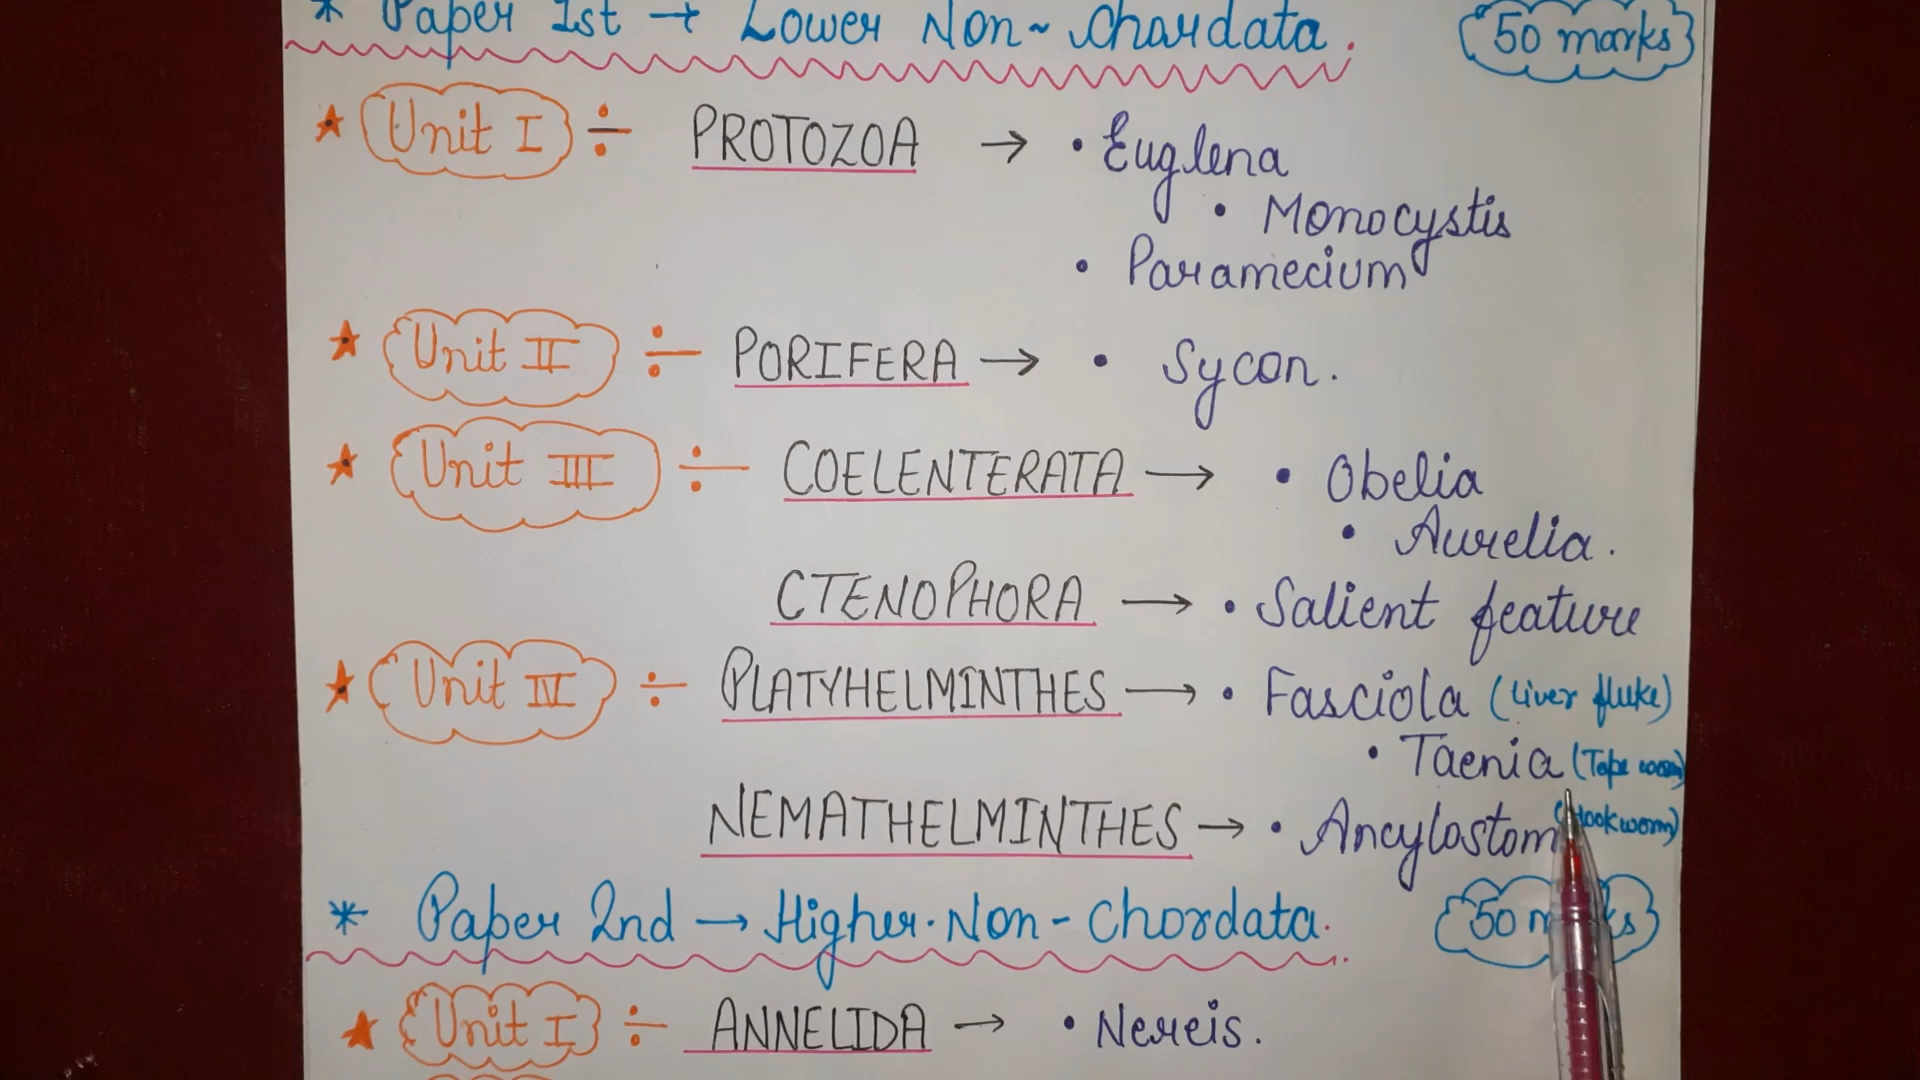 * Paper 1st → Lower Non~Chordata.
50 marks
★ Unit I ÷ PROTOZOA → • Euglena
• Monocystis
• Paramecium
★ Unit II ÷ PORIFERA → • Sycon.
★ Unit III ÷ COELENTERATA → • Obelia
• Aurelia.
CTENOPHORA → • Salient feature
★ Unit IV ÷ PLATYHELMINTHES → • Fasciola (Liver fluke)
• Taenia (Tape worm)
NEMATHELMINTHES → • Ancylostom (Hookworm)
* Paper 2nd → Higher.Non-Chordata.
50
★ Unit I ÷ ANNELIDA → • Nereis.